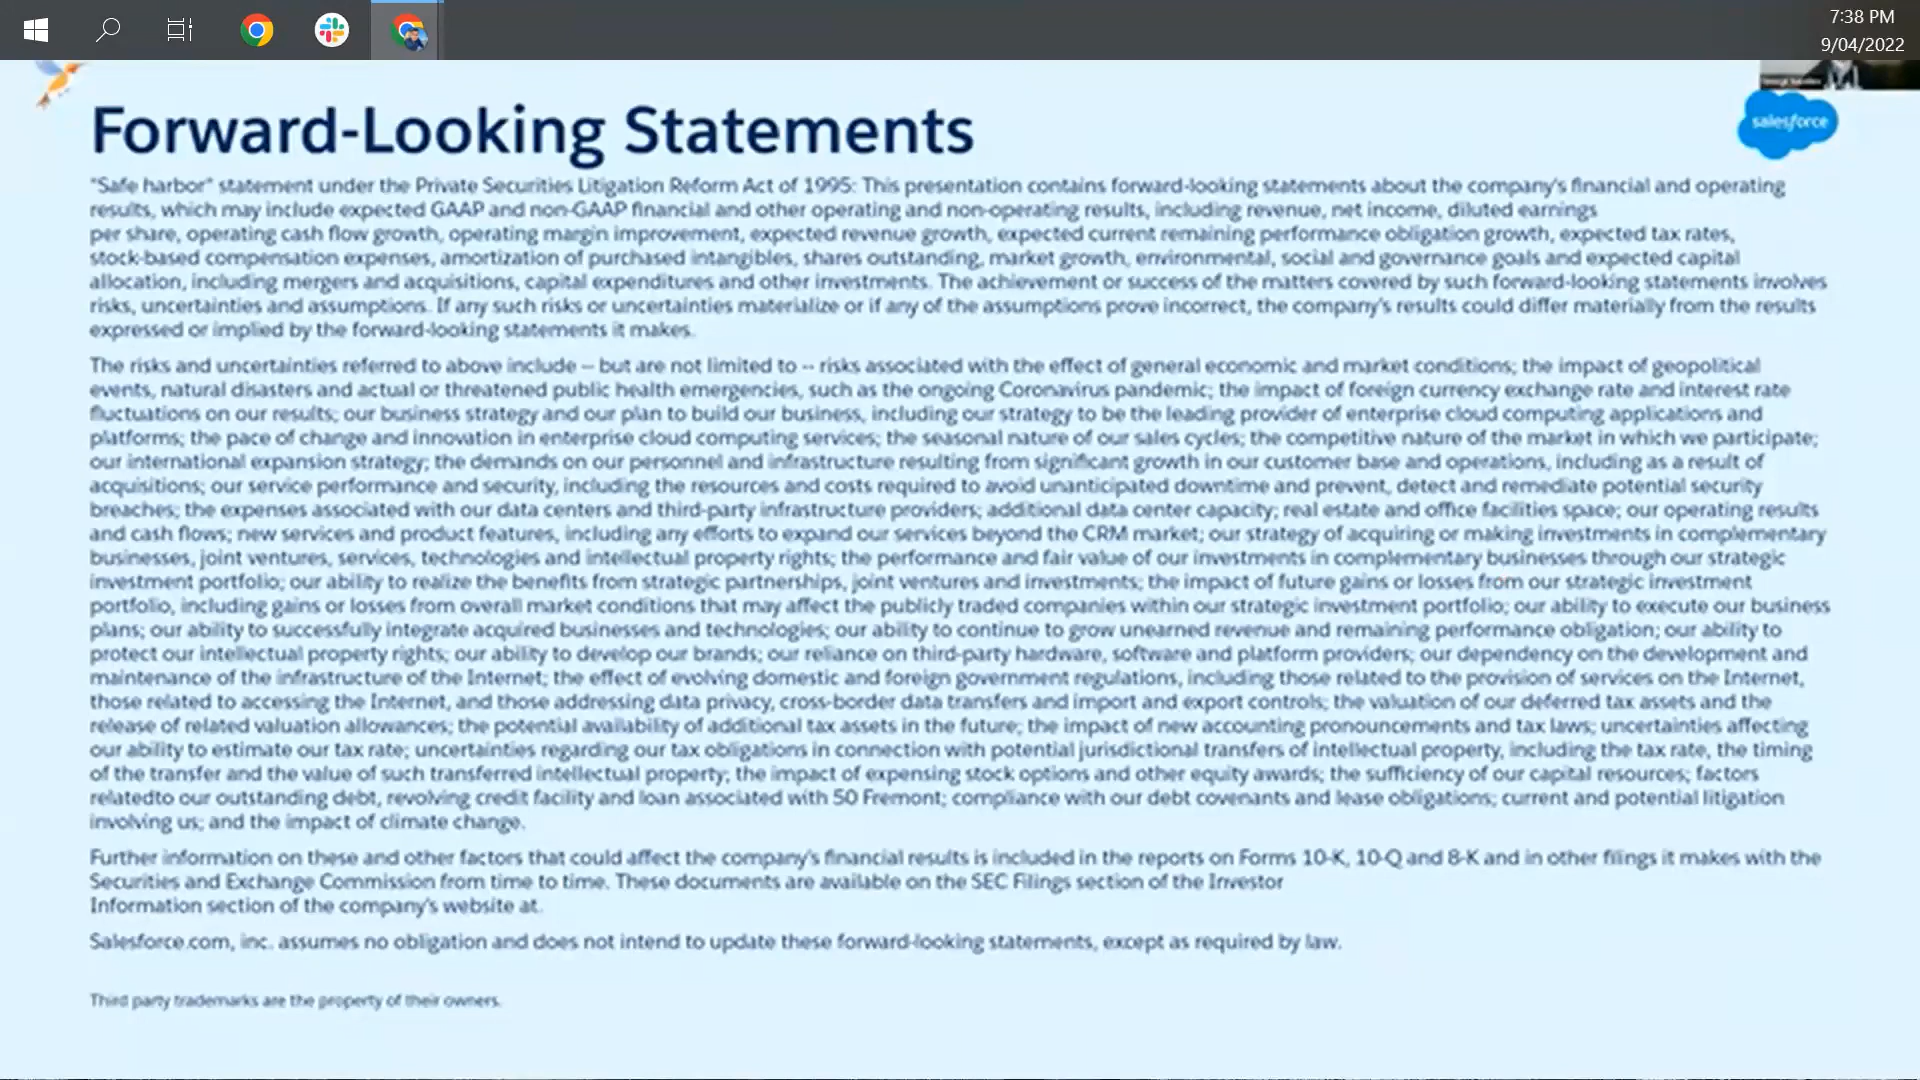 7:38 PM
9/04/2022
Forward-Looking Statements
salesforce
"Safe harbor" statement under the Private Securities Litigation Reform Act of 1995: This presentation contains forward-looking statements about the company's financial and operating
results, which may include expected GAAP and non-GAAP financial and other operating and non-operating results, including revenue, net income, diluted earnings
per share, operating cash flow growth, operating margin improvement, expected revenue growth, expected current remaining performance obligation growth, expected tax rates,
stock-based compensation expenses, amortization of purchased intangibles, shares outstanding, market growth, environmental, social and governance goals and expected capital
allocation, including mergers and acquisitions, capital expenditures and other investments. The achievement or success of the matters covered by such forward-looking statements involves
risks, uncertainties and assumptions. If any such risks or uncertainties materialize or if any of the assumptions prove incorrect, the company's results could differ materially from the results
expressed or implied by the forward-looking statements it makes.
The risks and uncertainties referred to above include -- but are not limited to -- risks associated with the effect of general economic and market conditions; the impact of geopolitical
events, natural disasters and actual or threatened public health emergencies, such as the ongoing Coronavirus pandemic; the impact of foreign currency exchange rate and interest rate
fluctuations on our results; our business strategy and our plan to build our business, including our strategy to be the leading provider of enterprise cloud computing applications and
platforms; the pace of change and innovation in enterprise cloud computing services; the seasonal nature of our sales cycles; the competitive nature of the market in which we participate;
our international expansion strategy; the demands on our personnel and infrastructure resulting from significant growth in our customer base and operations, including as a result of
acquisitions; our service performance and security, including the resources and costs required to avoid unanticipated downtime and prevent, detect and remediate potential security
breaches; the expenses associated with our data centers and third-party infrastructure providers; additional data center capacity; real estate and office facilities space; our operating results
and cash flows; new services and product features, including any efforts to expand our services beyond the CRM market; our strategy of acquiring or making investments in complementary
businesses, joint ventures, services, technologies and intellectual property rights; the performance and fair value of our investments in complementary businesses through our strategic
investment portfolio; our ability to realize the benefits from strategic partnerships, joint ventures and investments; the impact of future gains or losses from our strategic investment
portfolio, including gains or losses from overall market conditions that may affect the publicly traded companies within our strategic investment portfolio; our ability to execute our business
plans; our ability to successfully integrate acquired businesses and technologies; our ability to continue to grow unearned revenue and remaining performance obligation; our ability to
protect our intellectual property rights; our ability to develop our brands; our reliance on third-party hardware, software and platform providers; our dependency on the development and
maintenance of the infrastructure of the Internet; the effect of evolving domestic and foreign government regulations, including those related to the provision of services on the Internet,
those related to accessing the Internet, and those addressing data privacy, cross-border data transfers and import and export controls; the valuation of our deferred tax assets and the
release of related valuation allowances; the potential availability of additional tax assets in the future; the impact of new accounting pronouncements and tax laws; uncertainties affecting
our ability to estimate our tax rate; uncertainties regarding our tax obligations in connection with potential jurisdictional transfers of intellectual property, including the tax rate, the timing
of the transfer and the value of such transferred intellectual property; the impact of expensing stock options and other equity awards; the sufficiency of our capital resources; factors
relatedto our outstanding debt, revolving credit facility and loan associated with 50 Fremont; compliance with our debt covenants and lease obligations; current and potential litigation
involving us; and the impact of climate change.
Further information on these and other factors that could affect the company's financial results is included in the reports on Forms 10-K, 10-Q and 8-K and in other filings it makes with the
Securities and Exchange Commission from time to time. These documents are available on the SEC Filings section of the Investor
Information section of the company's website at.
Salesforce.com, inc. assumes no obligation and does not intend to update these forward-looking statements, except as required by law.
Third party trademarks are the property of their owners.